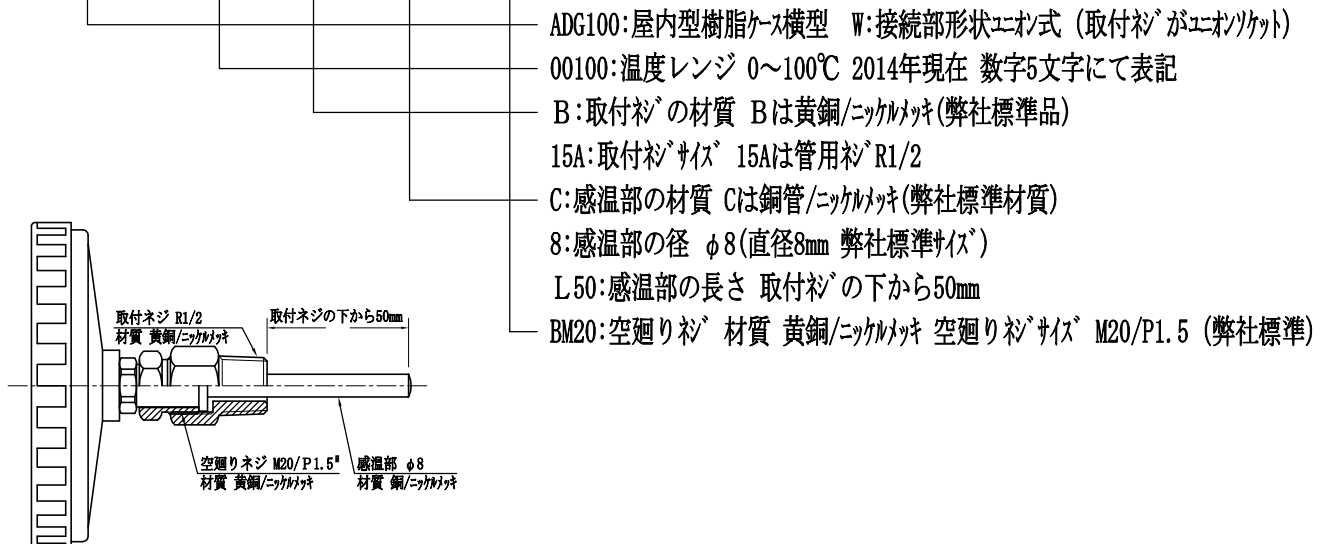 ADG100:屋内型樹脂ｹｰｽ横型 W:接続部形状ﾕﾆｵﾝ式 (取付ﾈｼﾞがﾕﾆｵﾝｿｹｯﾄ)
00100:温度レンジ 0～100℃ 2014年現在 数字5文字にて表記
B:取付ﾈｼﾞの材質 Bは黄銅/ﾆｯｹﾙﾒｯｷ(弊社標準品)
15A:取付ﾈｼﾞｻｲｽﾞ 15Aは管用ﾈｼﾞR1/2
C:感温部の材質 Cは銅管/ﾆｯｹﾙﾒｯｷ(弊社標準材質)
8:感温部の径 φ8(直径8mm 弊社標準ｻｲｽﾞ)
L50:感温部の長さ 取付ﾈｼﾞの下から50mm
BM20:空廻りﾈｼﾞ 材質 黄銅/ﾆｯｹﾙﾒｯｷ 空廻りﾈｼﾞｻｲｽﾞ M20/P1.5 (弊社標準)
取付ネジ R1/2
材質 黄銅/ﾆｯｹﾙﾒｯｷ
取付ネジの下から50mm
空廻りネジ M20/P1.5"
材質 黄銅/ﾆｯｹﾙﾒｯｷ
感温部 φ8
材質 銅/ﾆｯｹﾙﾒｯｷ